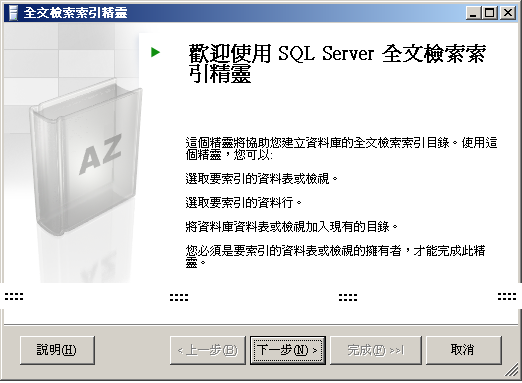 全文檢索索引精靈
歡迎使用 SQL Server 全文檢索索
引精靈
AZ
這個精靈將協助您建立資料庫的全文檢索索引目錄。使用這
個精靈，您可以:
選取要索引的資料表或檢視。
選取要索引的資料行。
將資料庫資料表或檢視加入現有的目錄。
您必須是要索引的資料表或檢視的擁有者，才能完成此精
靈。
說明(H)
< 上一步(B)
下一步(N) >
完成(F) >>|
取消